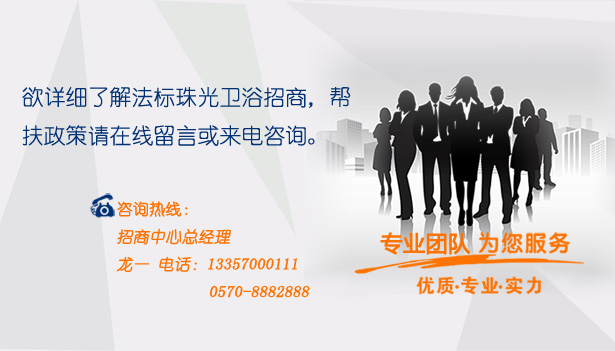 欲详细了解法标珠光卫浴招商，帮
扶政策请在线留言或来电咨询。
咨询热线：
招商中心总经理
龙一 电话：13357000111
0570-8882888
专业团队 为您服务
优质·专业·实力